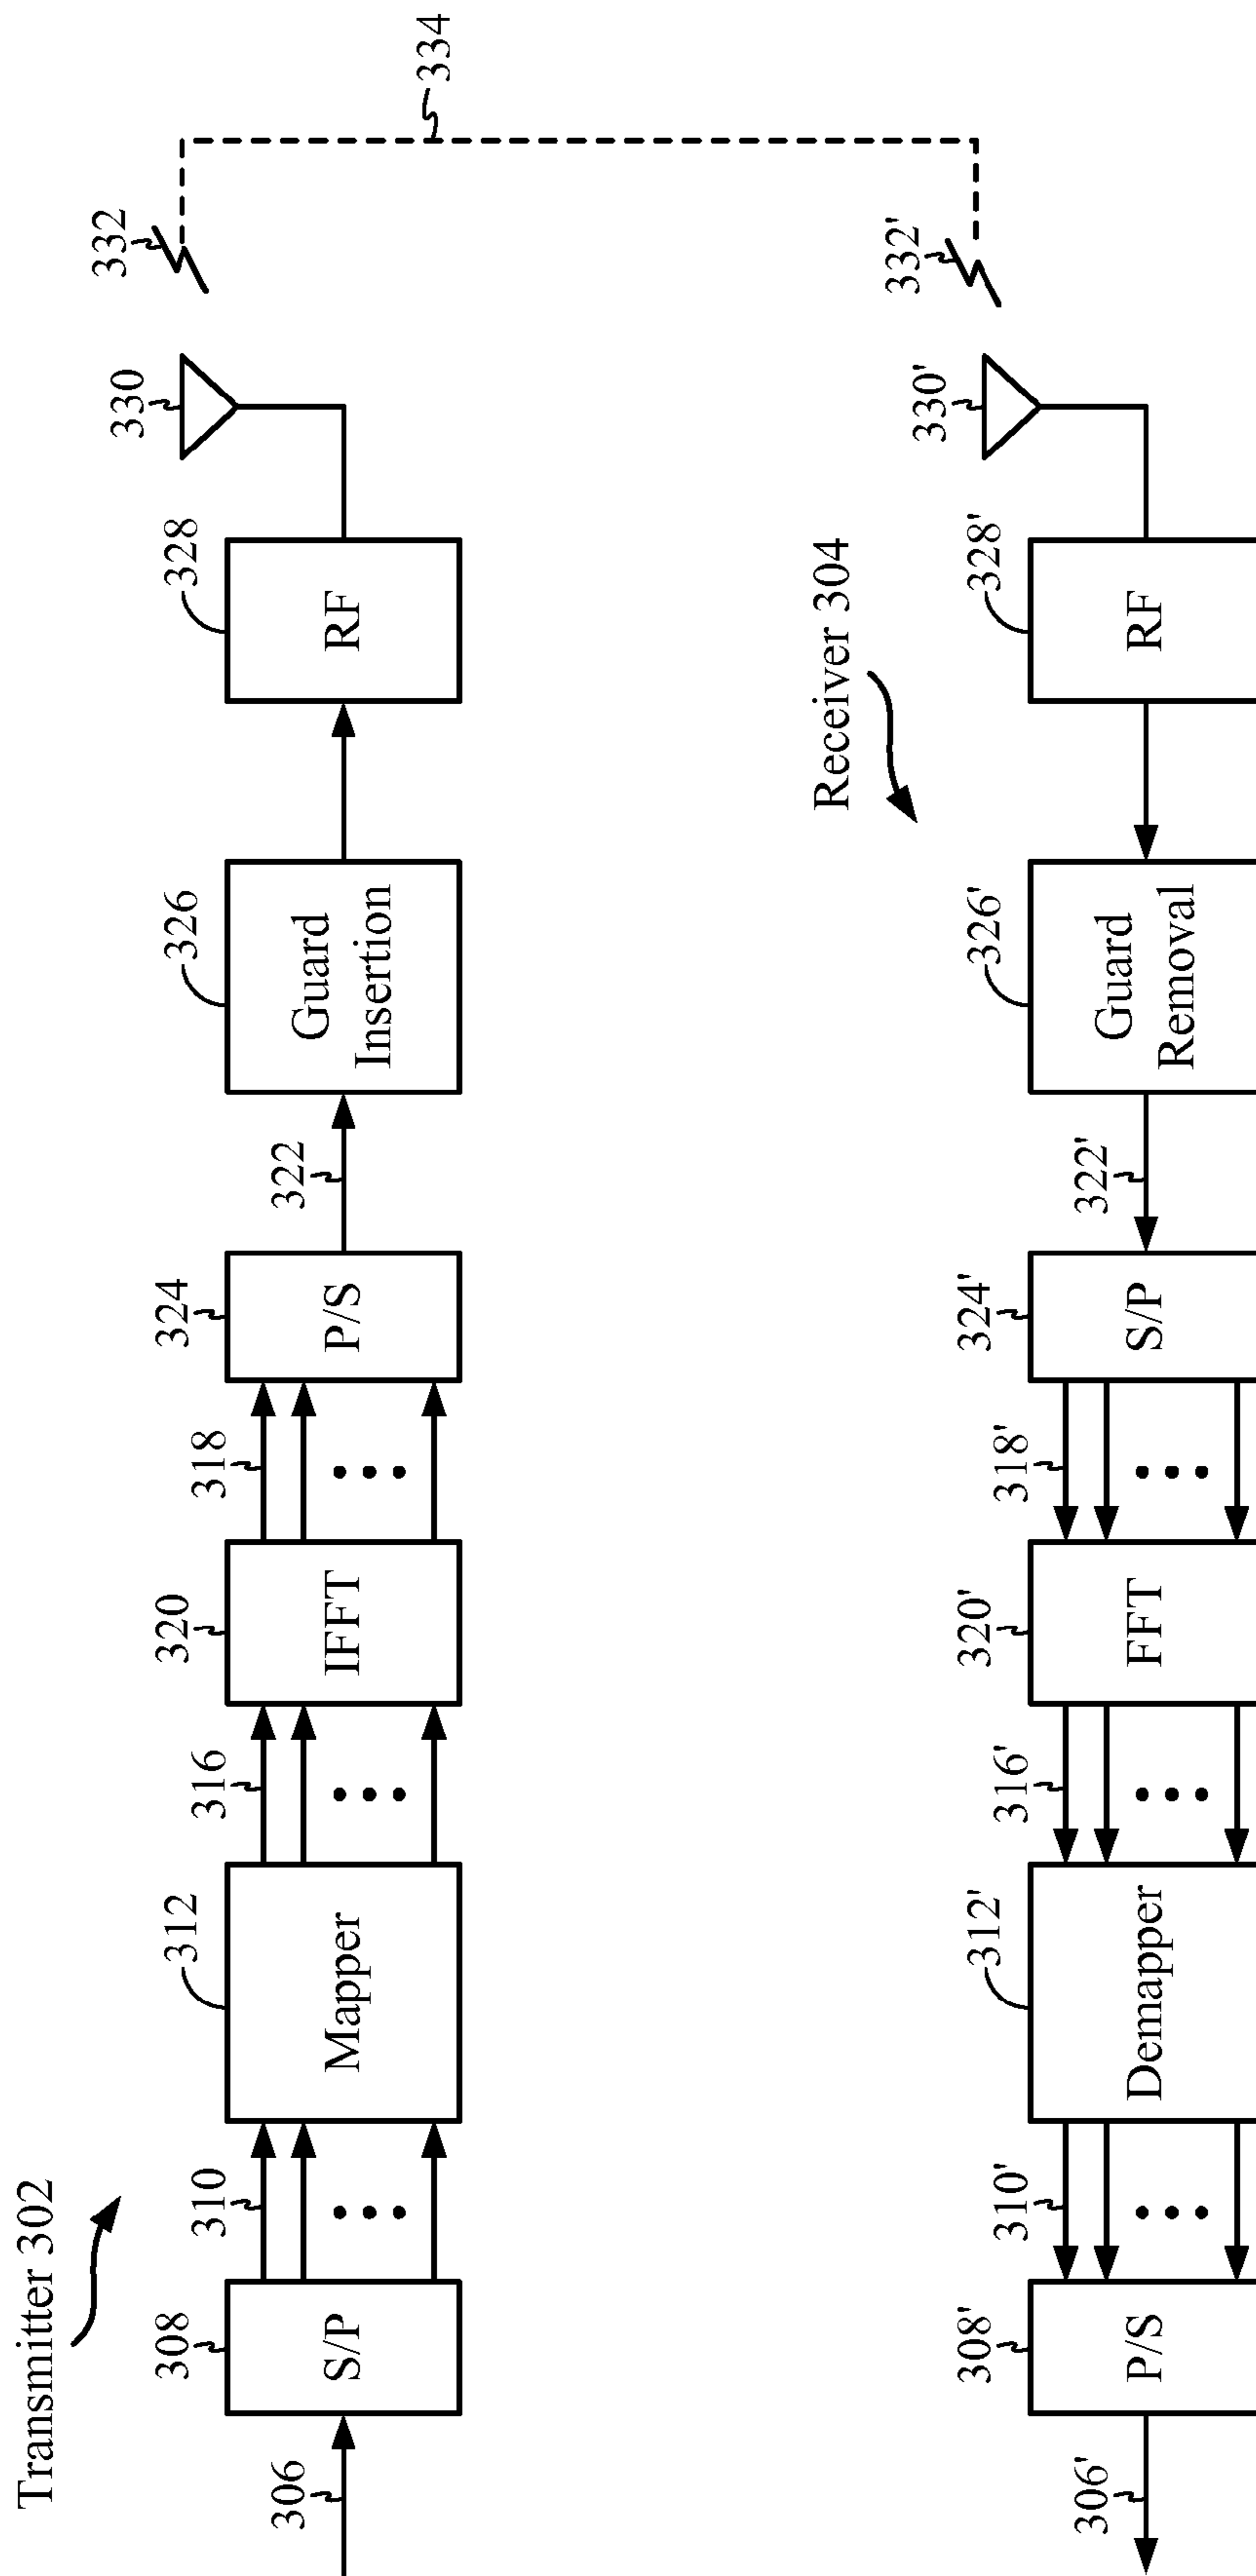 Transmitter 302
306
308
S/P
310
312
Mapper
316
320
IFFT
318
324
P/S
322
326
Guard
Insertion
328
RF
330
332
334
Receiver 304
306'
308'
P/S
310'
312'
Demapper
316'
320'
FFT
318'
324'
S/P
322'
326'
Guard
Removal
328'
RF
330'
332'